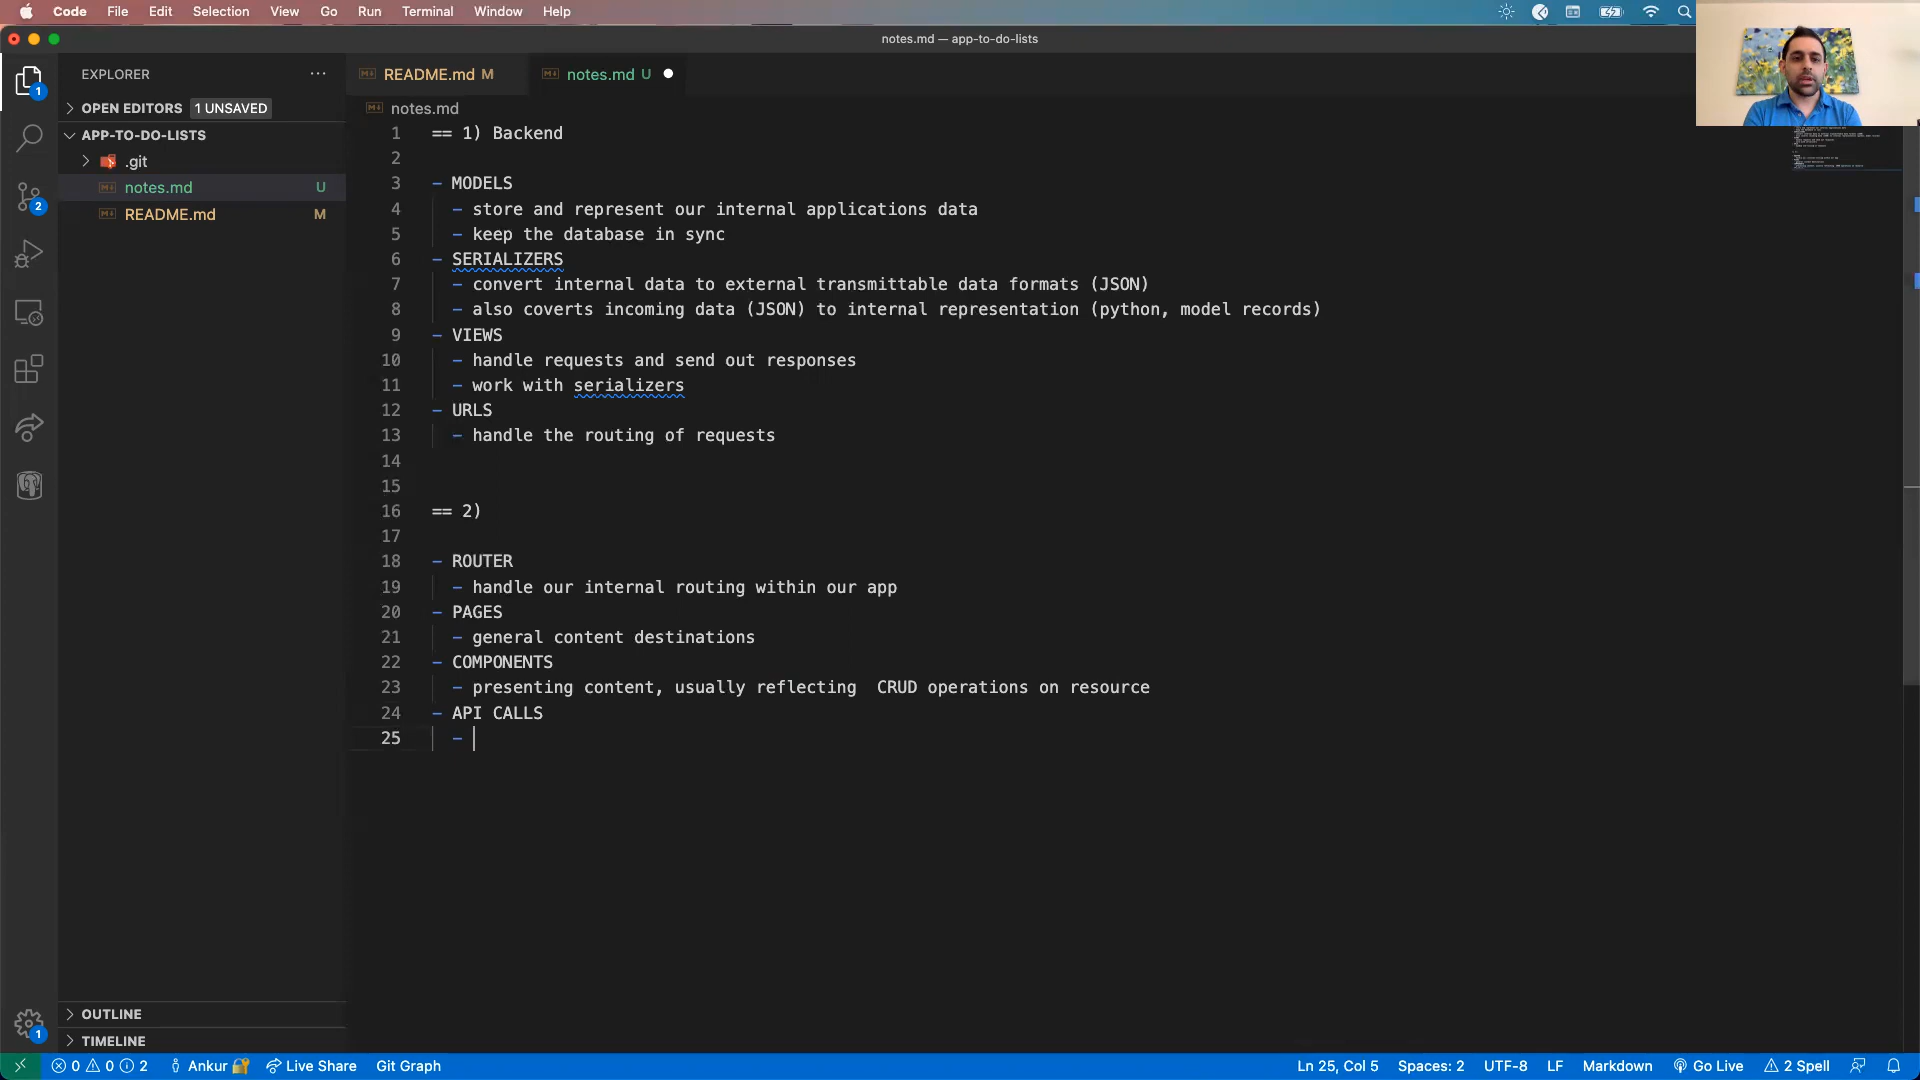 Code File Edit Selection View Go Run Terminal Window Help
notes.md — app-to-do-lists
EXPLORER ...
README.md M
notes.md U
OPEN EDITORS 1 UNSAVED
APP-TO-DO-LISTS
.git
notes.md U
README.md M
OUTLINE
TIMELINE
1
2
1
notes.md
1 == 1) Backend
2
3 - MODELS
4 - store and represent our internal applications data
5 - keep the database in sync
6 - SERIALIZERS
7 - convert internal data to external transmittable data formats (JSON)
8 - also coverts incoming data (JSON) to internal representation (python, model records)
9 - VIEWS
10 - handle requests and send out responses
11 - work with serializers
12 - URLS
13 - handle the routing of requests
14
15
16 == 2)
17
18 - ROUTER
19 - handle our internal routing within our app
20 - PAGES
21 - general content destinations
22 - COMPONENTS
23 - presenting content, usually reflecting  CRUD operations on resource
24 - API CALLS
25 -
0 0 2 Ankur Live Share Git Graph Ln 25, Col 5 Spaces: 2 UTF-8 LF Markdown Go Live 2 Spell